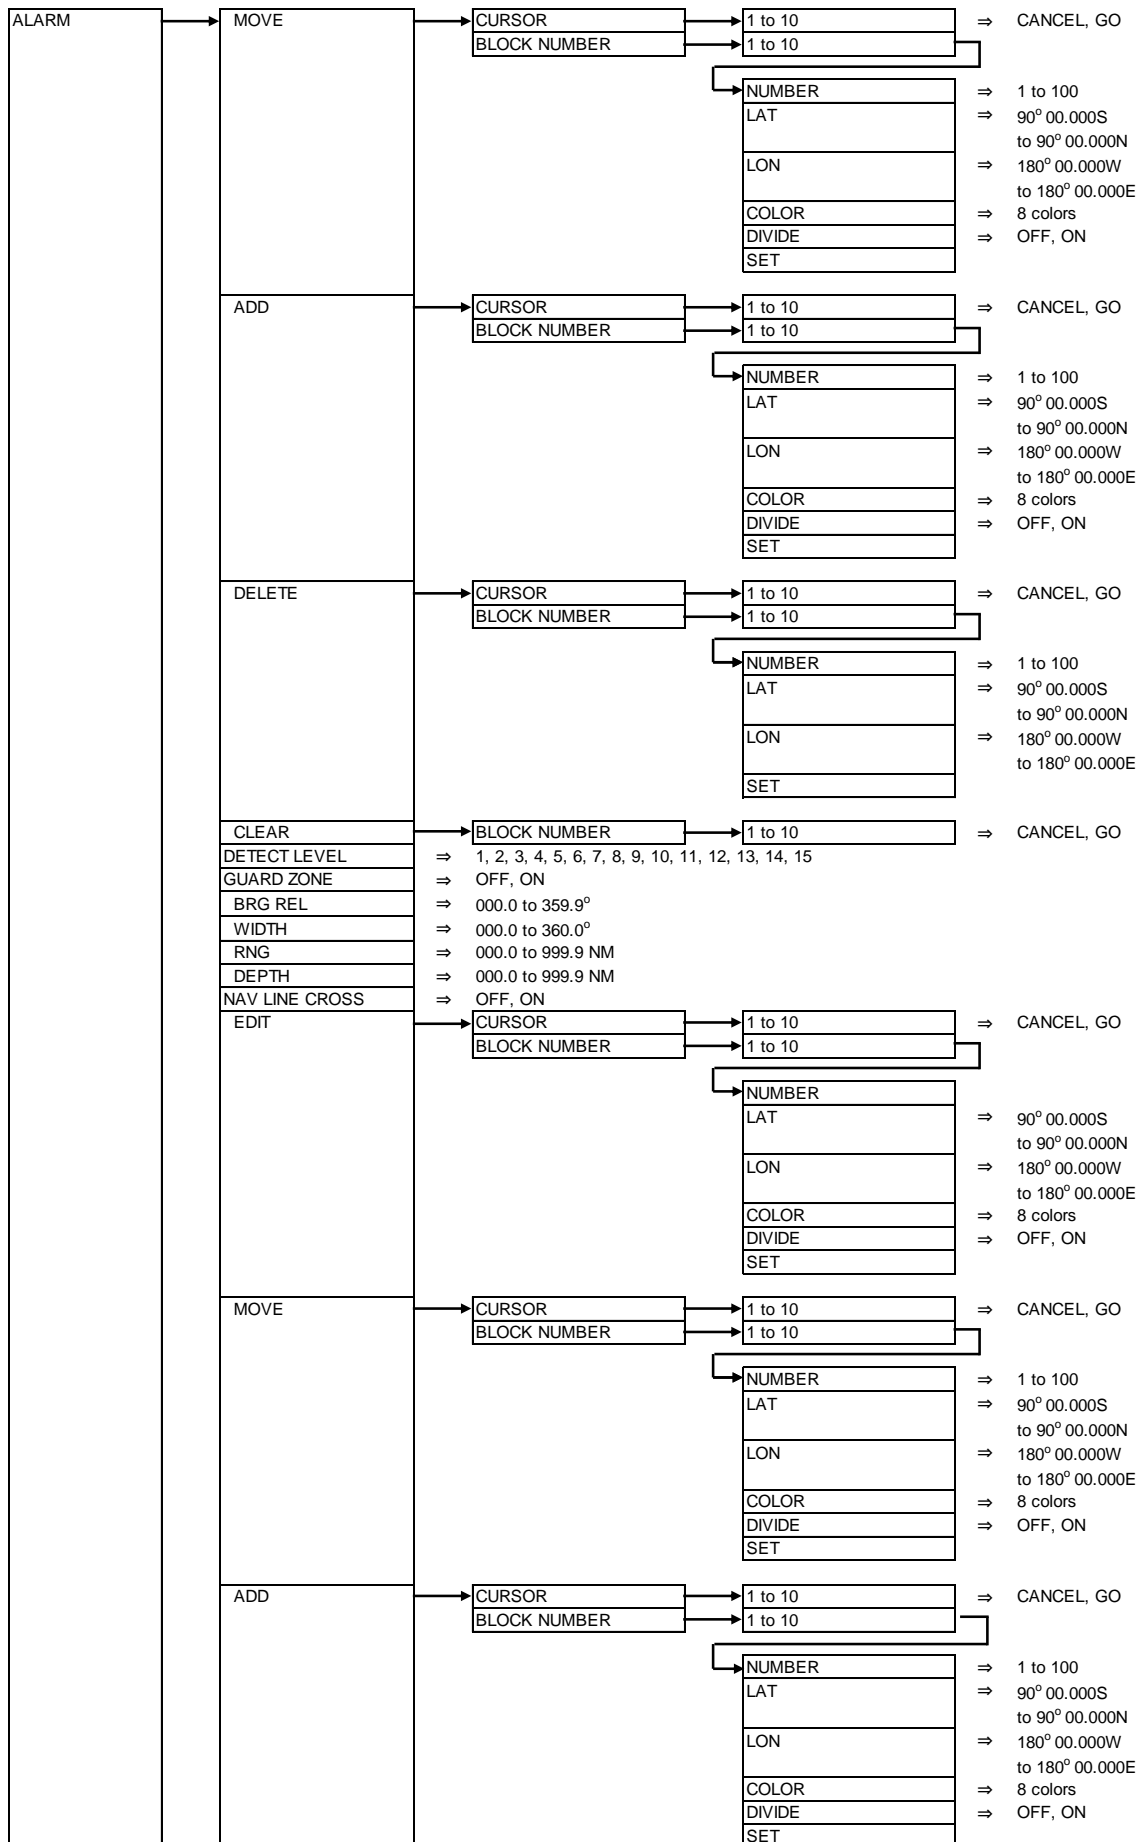 ALARM MOVE CURSOR 1 to 10 ⇒ CANCEL, GO
BLOCK NUMBER 1 to 10
NUMBER ⇒ 1 to 100
LAT ⇒ 90° 00.000S
to 90° 00.000N
LON ⇒ 180° 00.000W
to 180° 00.000E
COLOR ⇒ 8 colors
DIVIDE ⇒ OFF, ON
SET
ADD CURSOR 1 to 10 ⇒ CANCEL, GO
BLOCK NUMBER 1 to 10
NUMBER ⇒ 1 to 100
LAT ⇒ 90° 00.000S
to 90° 00.000N
LON ⇒ 180° 00.000W
to 180° 00.000E
COLOR ⇒ 8 colors
DIVIDE ⇒ OFF, ON
SET
DELETE CURSOR 1 to 10 ⇒ CANCEL, GO
BLOCK NUMBER 1 to 10
NUMBER ⇒ 1 to 100
LAT ⇒ 90° 00.000S
to 90° 00.000N
LON ⇒ 180° 00.000W
to 180° 00.000E
SET
CLEAR BLOCK NUMBER 1 to 10 ⇒ CANCEL, GO
DETECT LEVEL ⇒ 1, 2, 3, 4, 5, 6, 7, 8, 9, 10, 11, 12, 13, 14, 15
GUARD ZONE ⇒ OFF, ON
BRG REL ⇒ 000.0 to 359.9°
WIDTH ⇒ 000.0 to 360.0°
RNG ⇒ 000.0 to 999.9 NM
DEPTH ⇒ 000.0 to 999.9 NM
NAV LINE CROSS ⇒ OFF, ON
EDIT CURSOR 1 to 10 ⇒ CANCEL, GO
BLOCK NUMBER 1 to 10
NUMBER
LAT ⇒ 90° 00.000S
to 90° 00.000N
LON ⇒ 180° 00.000W
to 180° 00.000E
COLOR ⇒ 8 colors
DIVIDE ⇒ OFF, ON
SET
MOVE CURSOR 1 to 10 ⇒ CANCEL, GO
BLOCK NUMBER 1 to 10
NUMBER ⇒ 1 to 100
LAT ⇒ 90° 00.000S
to 90° 00.000N
LON ⇒ 180° 00.000W
to 180° 00.000E
COLOR ⇒ 8 colors
DIVIDE ⇒ OFF, ON
SET
ADD CURSOR 1 to 10 ⇒ CANCEL, GO
BLOCK NUMBER 1 to 10
NUMBER ⇒ 1 to 100
LAT ⇒ 90° 00.000S
to 90° 00.000N
LON ⇒ 180° 00.000W
to 180° 00.000E
COLOR ⇒ 8 colors
DIVIDE ⇒ OFF, ON
SET